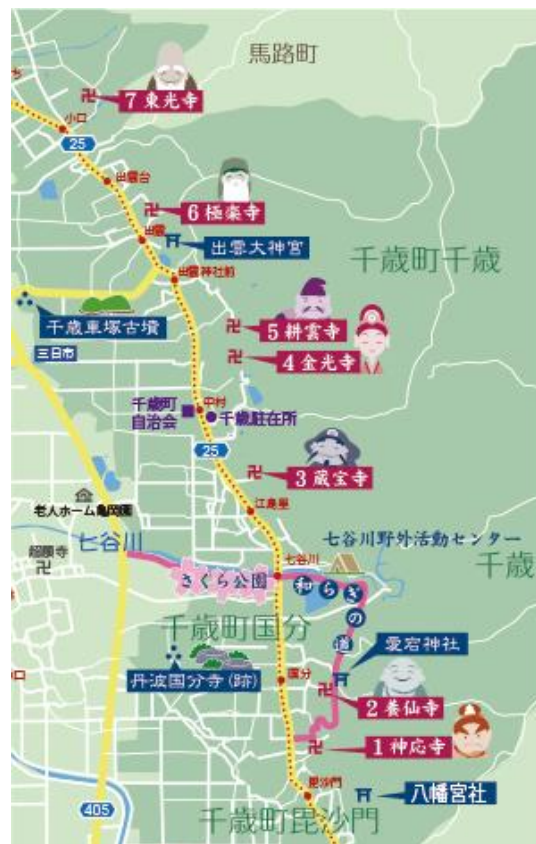 馬路町
7 東光寺
小口
25
出雲台
6 極楽寺
出雲
出雲大神宮
千歳町千歳
出雲神社前
千歳車塚古墳
三日市
5 耕雲寺
4 金光寺
中村
千歳町
自治会
千歳駐在所
25
3 蔵宝寺
江島里
老人ホーム亀岡園
七谷川
七谷川野外活動センター
七谷川
千歳
さくら公園
和らぎの道
千歳町国分
愛宕神社
丹波国分寺(跡)
国分
2 養仙寺
1 神応寺
毘沙門
八幡宮社
405
千歳町毘沙門